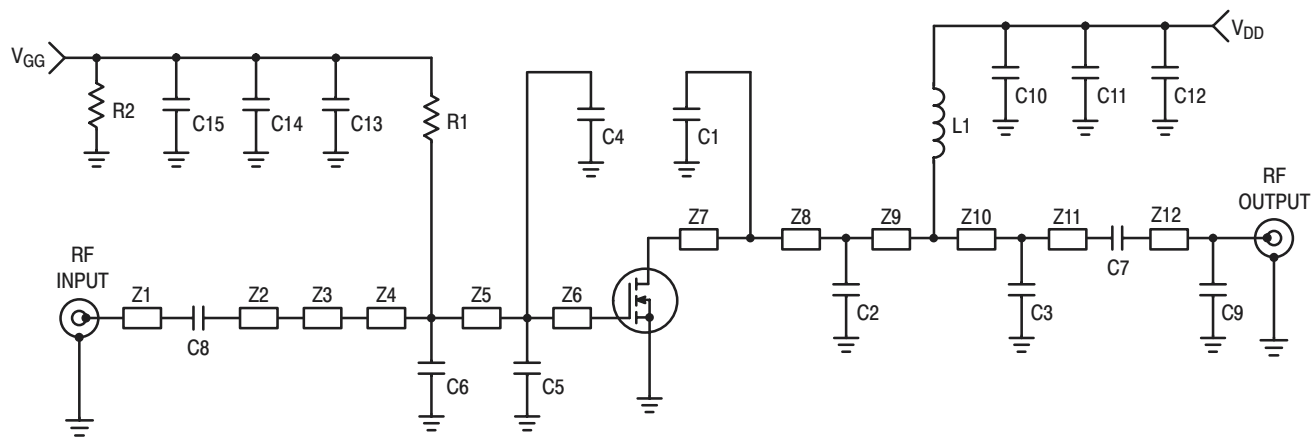 VGG
R2
C15
C14
C13
R1
C4
C1
L1
C10
C11
C12
VDD
RF
INPUT
Z1
C8
Z2
Z3
Z4
Z5
Z6
C6
C5
Z7
Z8
Z9
Z10
Z11
Z12
C2
C3
C7
C9
RF
OUTPUT